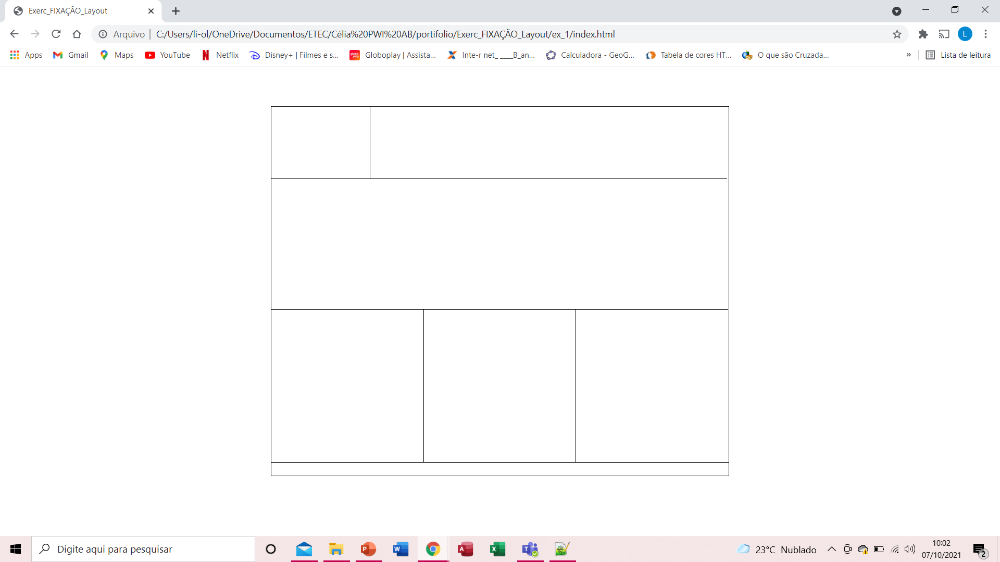 Exerc_FIXAÇÃO_Layout
Arquivo | C:/Users/li-ol/OneDrive/Documentos/ETEC/Célia%20PWI%20AB/portifolio/Exerc_FIXAÇÃO_Layout/ex_1/index.html
L
Apps Gmail Maps YouTube Netflix Disney+ | Filmes e s... Globoplay | Assista... Inte-r net_ ____B_an... Calculadora - GeoG... Tabela de cores HT... O que são Cruzada... » Lista de leitura
Digite aqui para pesquisar
23°C Nublado
10:02
07/10/2021
2